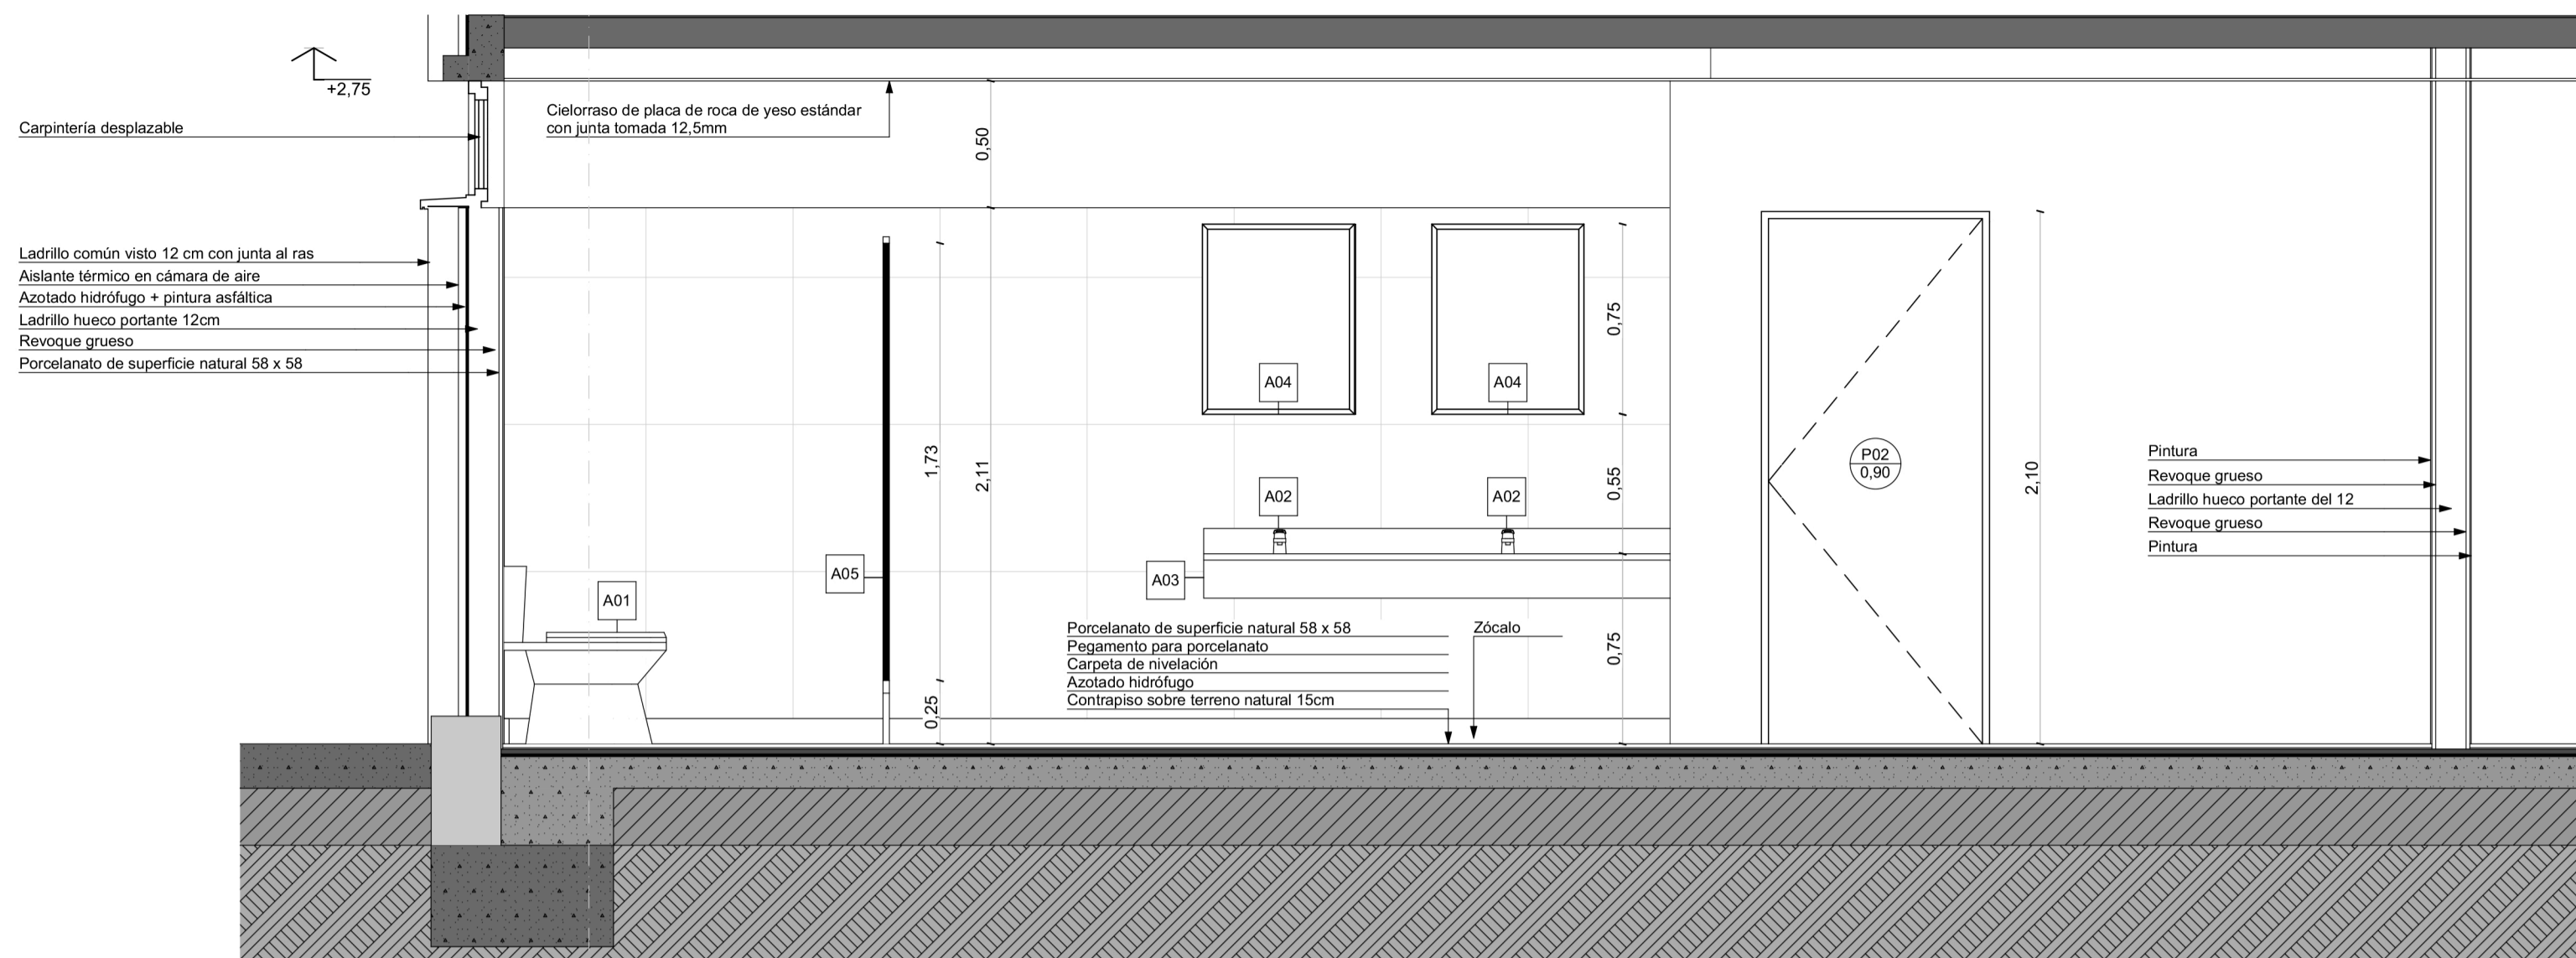 +2,75
Carpintería desplazable
Cielorraso de placa de roca de yeso estándar
con junta tomada 12,5mm
0,50
Ladrillo común visto 12 cm con junta al ras
Aislante térmico en cámara de aire
Azotado hidrófugo + pintura asfáltica
Ladrillo hueco portante 12cm
Revoque grueso
Porcelanato de superficie natural 58 x 58
A04
A04
0,75
1,73
2,11
A02
A02
0,55
P02
0,90
2,10
Pintura
Revoque grueso
Ladrillo hueco portante del 12
Revoque grueso
Pintura
A01
A05
A03
Porcelanato de superficie natural 58 x 58
Pegamento para porcelanato
Carpeta de nivelación
Azotado hidrófugo
Contrapiso sobre terreno natural 15cm
Zócalo
0,75
0,25